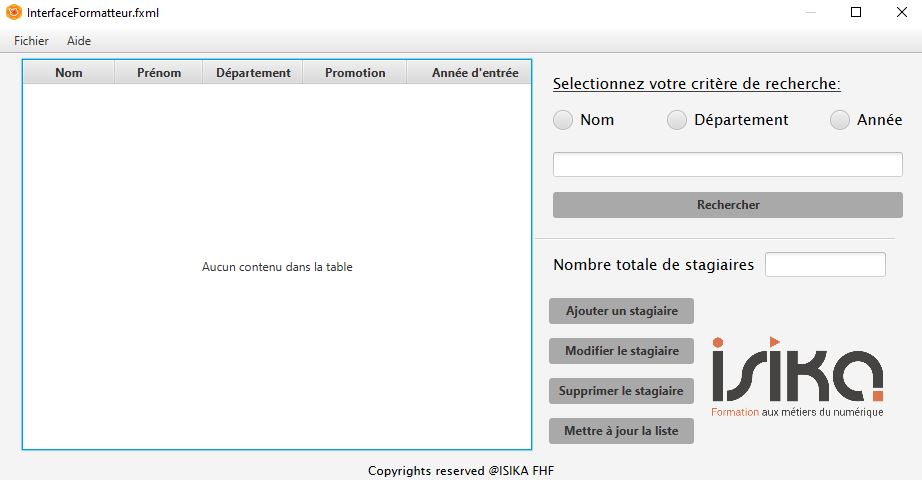 InterfaceFormatteur.fxml
Fichier Aide
Nom Prénom Département Promotion Année d'entrée
Aucun contenu dans la table
Selectionnez votre critère de recherche:
Nom Département Année
Rechercher
Nombre totale de stagiaires
Ajouter un stagiaire
Modifier le stagiaire
Supprimer le stagiaire
Mettre à jour la liste
isika
Formation aux métiers du numérique
Copyrights reserved @ISIKA FHF